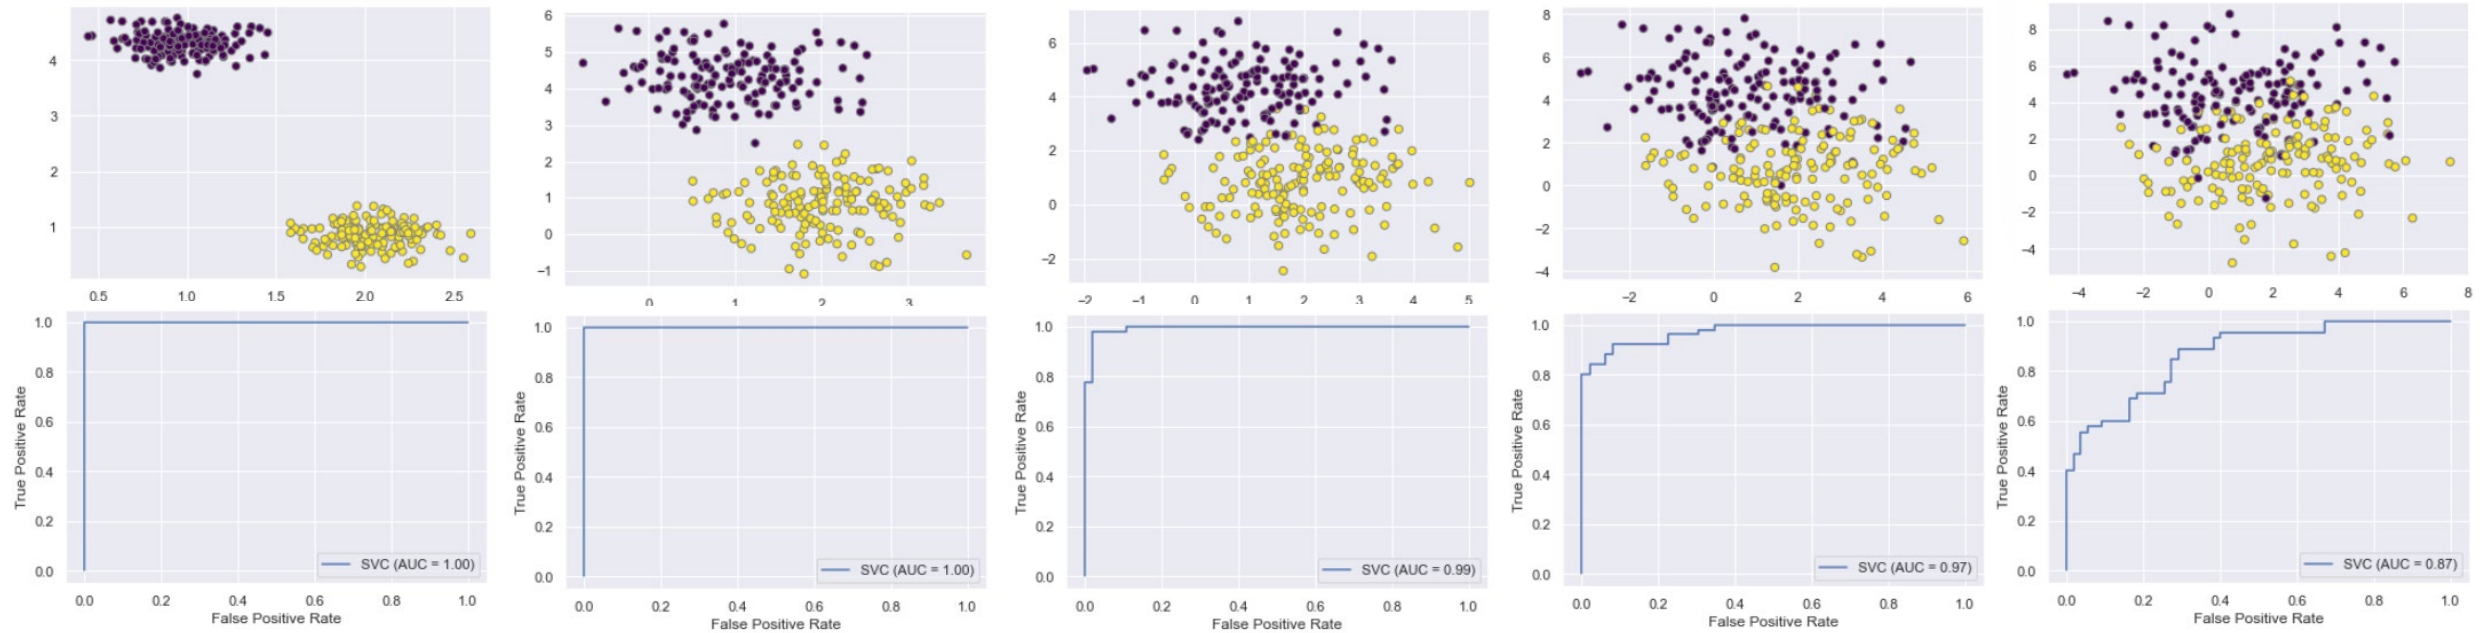 4
3
2
1
0.5 1.0 1.5 2.0 2.5
6
5
4
3
2
1
0
−1
0 1 2 3
6
4
2
0
−2
−2 −1 0 1 2 3 4 5
8
6
4
2
0
−2
−4
−2 0 2 4 6
8
6
4
2
0
−2
−4
−4 −2 0 2 4 6 8
True Positive Rate
1.0
0.8
0.6
0.4
0.2
0.0
SVC (AUC = 1.00)
0.0 0.2 0.4 0.6 0.8 1.0
False Positive Rate
True Positive Rate
1.0
0.8
0.6
0.4
0.2
0.0
SVC (AUC = 1.00)
0.0 0.2 0.4 0.6 0.8 1.0
False Positive Rate
True Positive Rate
1.0
0.8
0.6
0.4
0.2
0.0
SVC (AUC = 0.99)
0.0 0.2 0.4 0.6 0.8 1.0
False Positive Rate
True Positive Rate
1.0
0.8
0.6
0.4
0.2
0.0
SVC (AUC = 0.97)
0.0 0.2 0.4 0.6 0.8 1.0
False Positive Rate
True Positive Rate
1.0
0.8
0.6
0.4
0.2
0.0
SVC (AUC = 0.87)
0.0 0.2 0.4 0.6 0.8 1.0
False Positive Rate